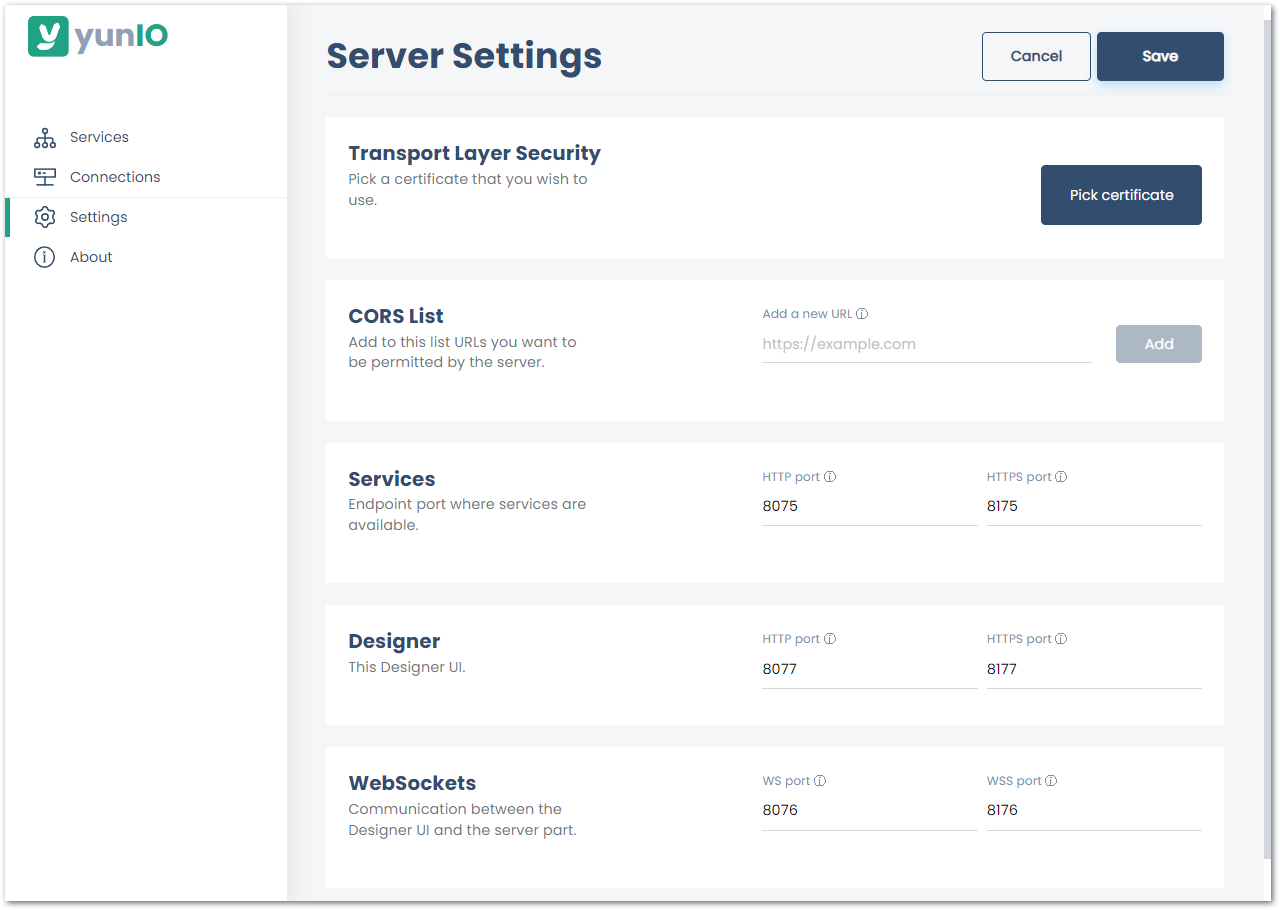 yunIO
Services
Connections
Settings
About
Server Settings
Cancel
Save
Transport Layer Security
Pick a certificate that you wish to
use.
Pick certificate
CORS List
Add to this list URLs you want to
be permitted by the server.
Add a new URL
https://example.com
Add
Services
Endpoint port where services are
available.
HTTP port
8075
HTTPS port
8175
Designer
This Designer UI.
HTTP port
8077
HTTPS port
8177
WebSockets
Communication between the
Designer UI and the server part.
WS port
8076
WSS port
8176